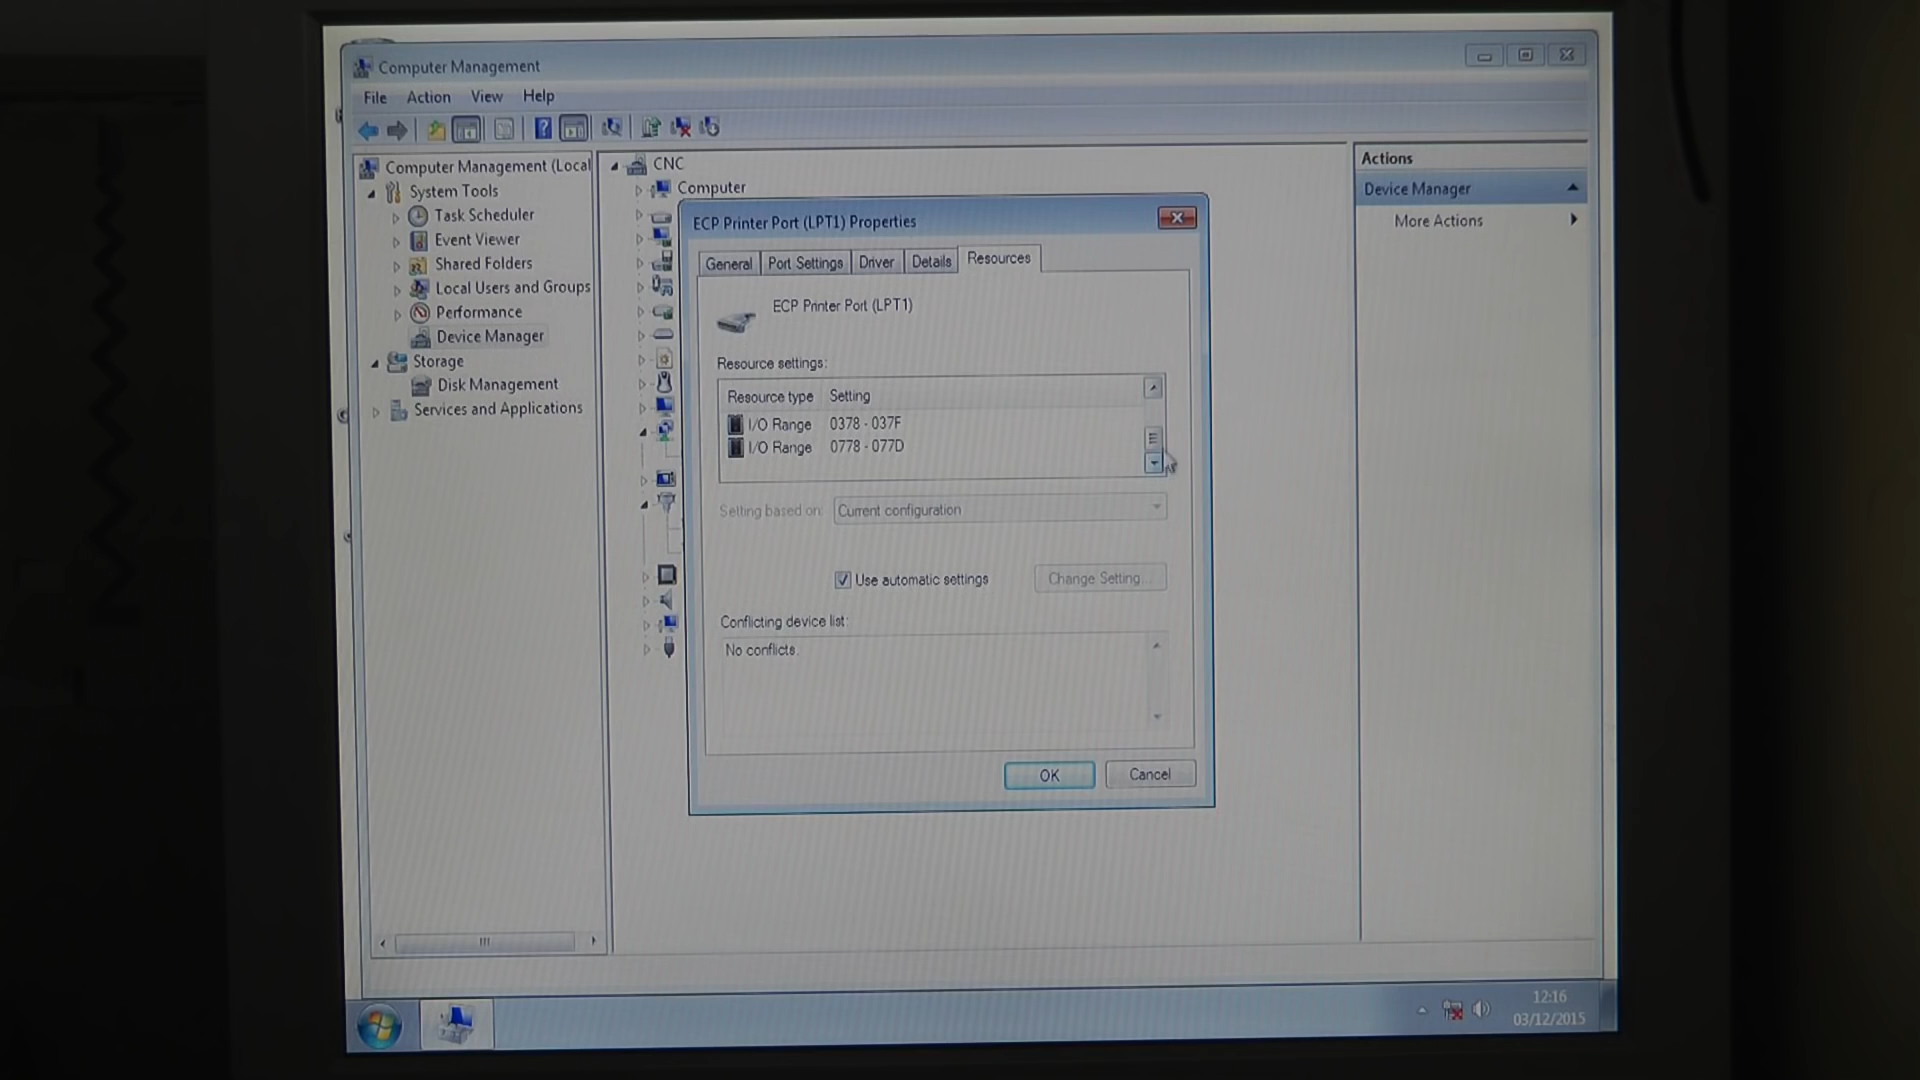 Computer Management
File Action View Help
Computer Management (Local
System Tools
Task Scheduler
Event Viewer
Shared Folders
Local Users and Groups
Performance
Device Manager
Storage
Disk Management
Services and Applications
CNC
Computer
ECP Printer Port (LPT1) Properties
General Port Settings Driver Details Resources
ECP Printer Port (LPT1)
Resource settings:
Resource type Setting
I/O Range 0378 - 037F
I/O Range 0778 - 077D
Setting based on: Current configuration
Use automatic settings Change Setting...
Conflicting device list:
No conflicts.
OK Cancel
Actions
Device Manager
More Actions
12:16
03/12/2015